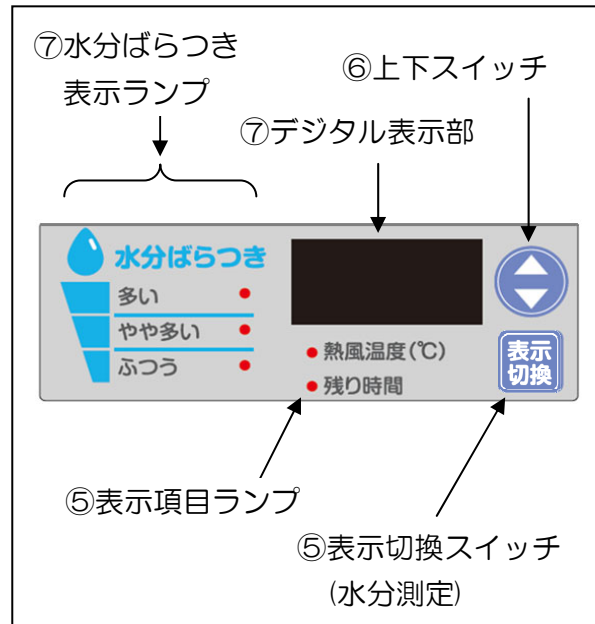 ⑦水分ばらつき
表示ランプ
⑥上下スイッチ
⑦デジタル表示部
水分ばらつき
多い
やや多い
ふつう
熱風温度(℃)
残り時間
表示
切換
⑤表示項目ランプ
⑤表示切換スイッチ
(水分測定)